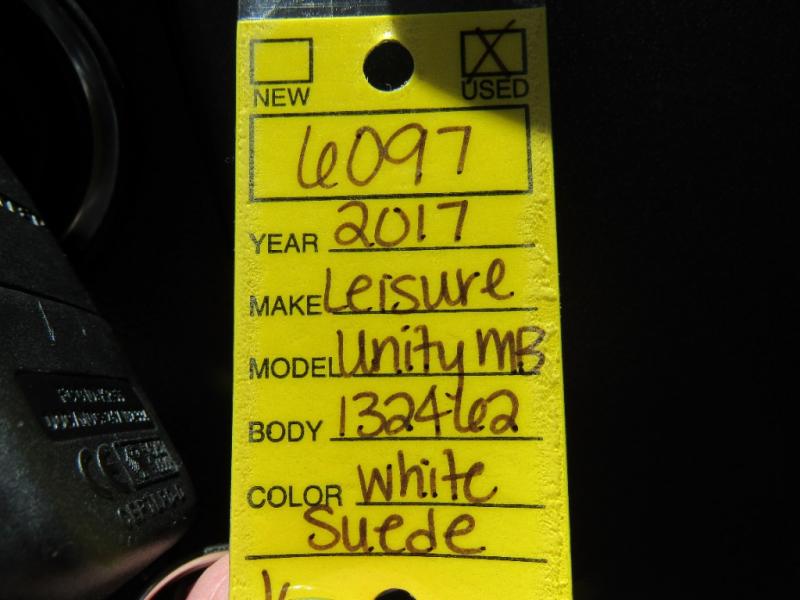 NEW X USED
6097
YEAR 2017
MAKE Leisure
MODEL Unity MB
BODY 132462
COLOR white
Suede